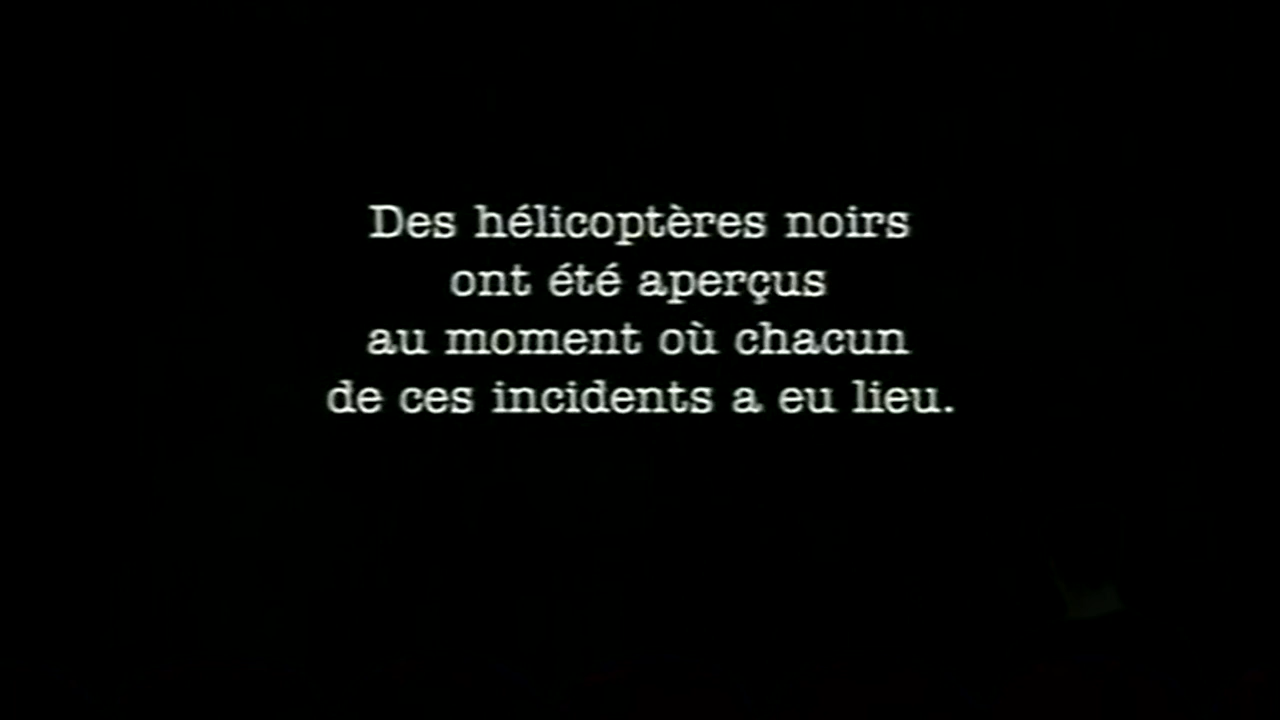 Des hélicoptères noirs
ont été aperçus
au moment où chacun
de ces incidents a eu lieu.